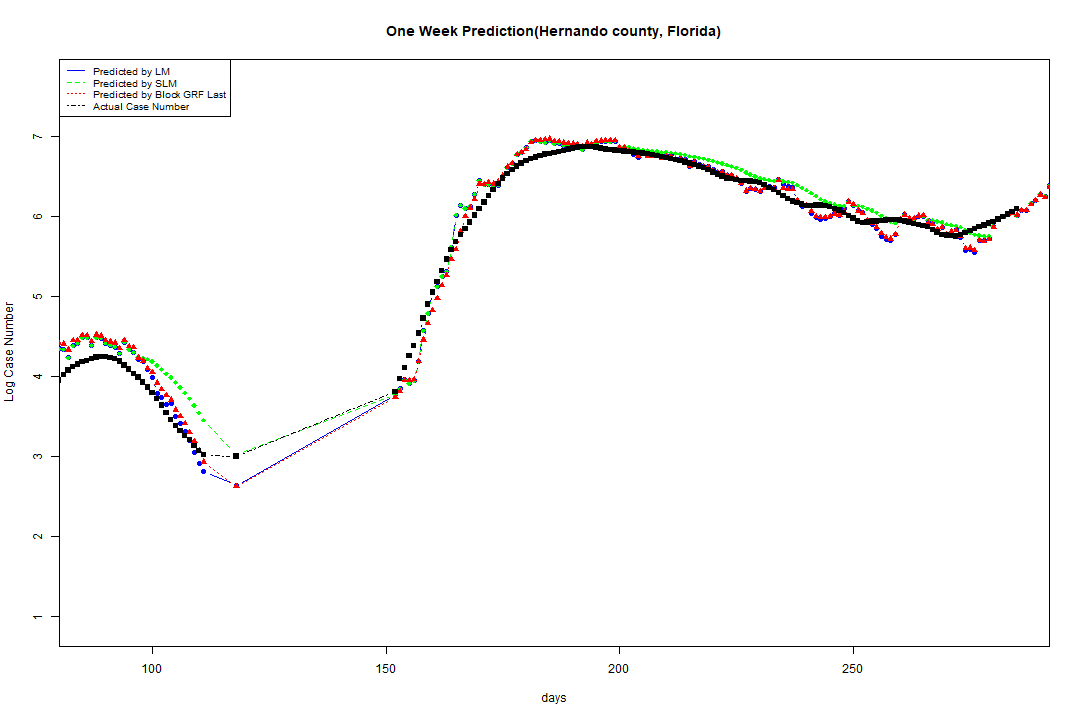 One Week Prediction(Hernando county, Florida)
Predicted by LM
Predicted by SLM
Predicted by Block GRF Last
Actual Case Number
7
6
5
4
3
2
1
Log Case Number
100 150 200 250
days